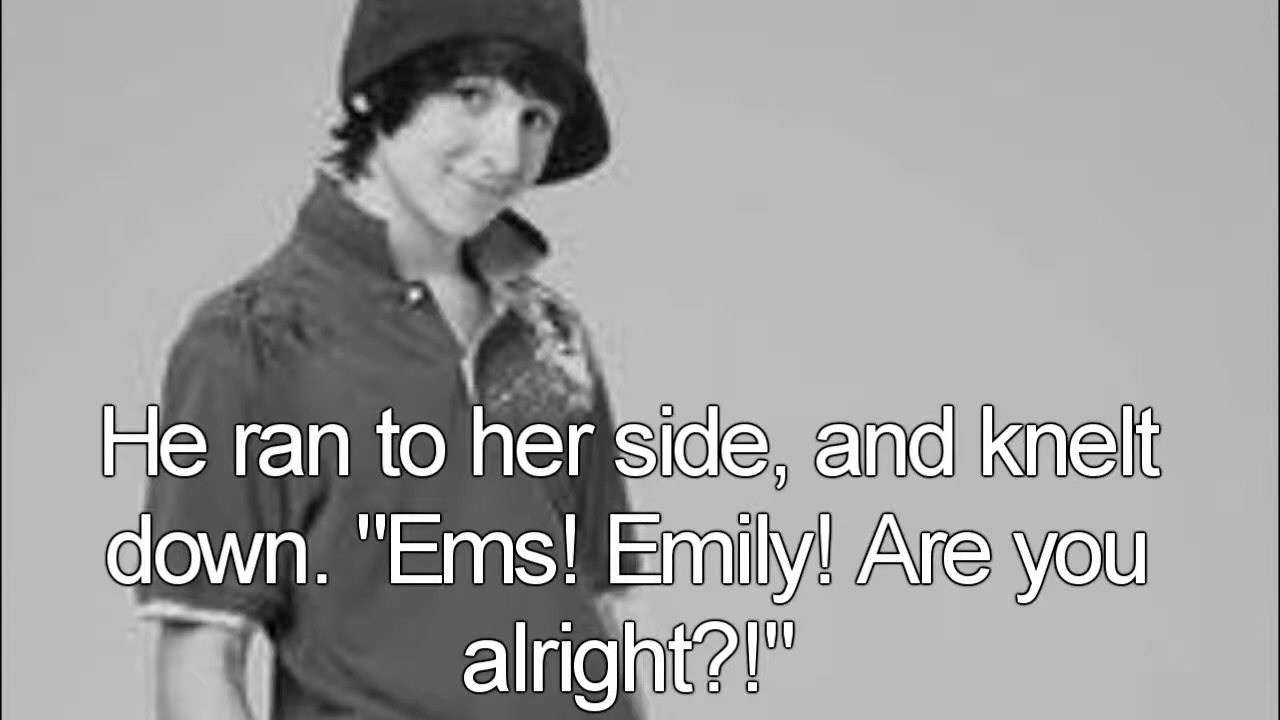 He ran to her side, and knelt
down. "Ems! Emily! Are you
alright?!"